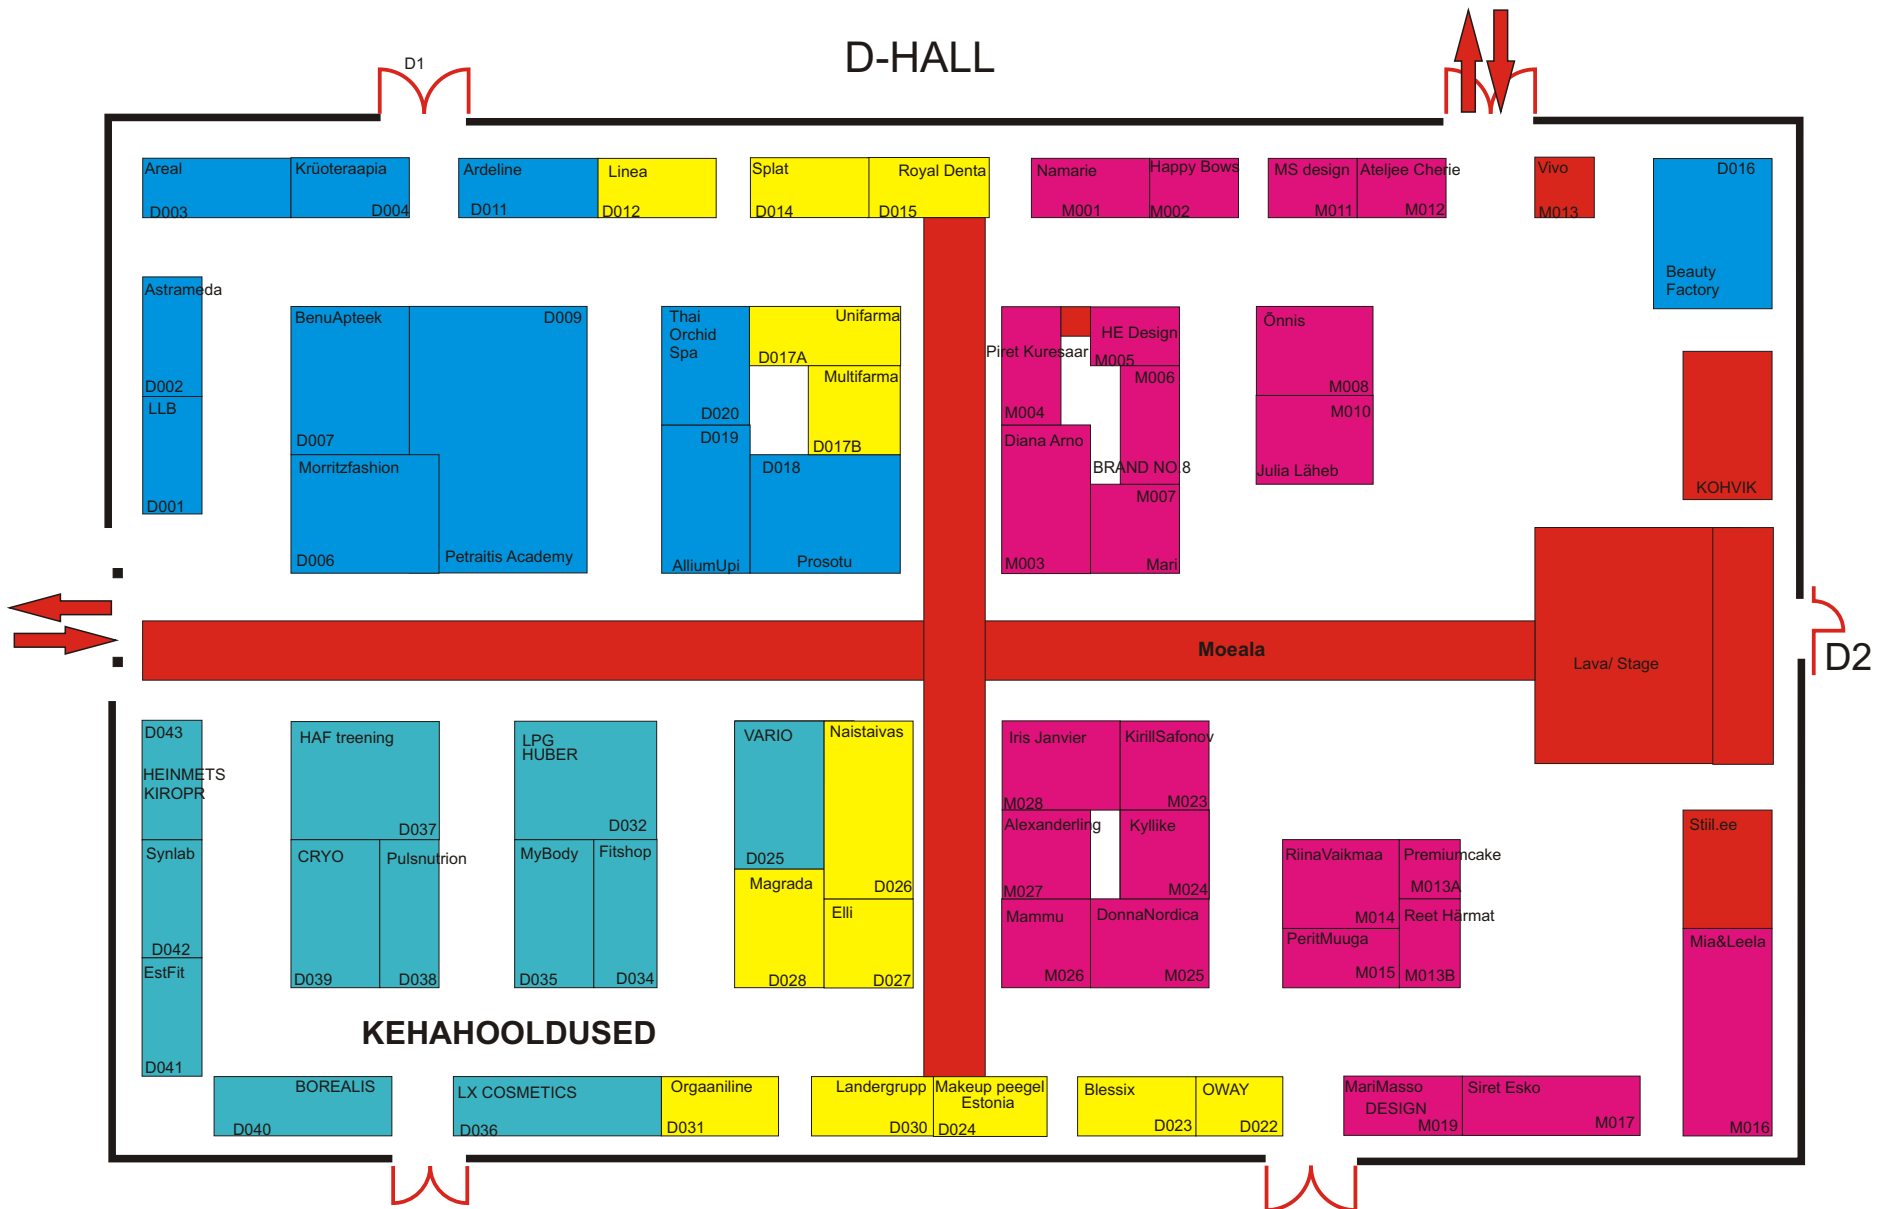 D-HALL
D1
Areal
D003
Krüoteraapia
D004
Ardeline
D011
Linea
D012
Splat
D014
Royal Denta
D015
Namarie
M001
Happy Bows
M002
MS design
M011
Ateljee Cherie
M012
Vivo
M013
D016
Beauty
Factory
Astrameda
D002
LLB
D001
BenuApteek
D007
D009
Petraitis Academy
Morritzfashion
D006
Thai
Orchid
Spa
D020
Unifarma
D017A
Multifarma
D017B
D019
AlliumUpi
D018
Prosotu
Piret Kuresaar
M004
HE Design
M005
M006
BRAND NO.8
Diana Arno
M003
M007
Mari
Önnis
M008
M010
Julia Läheb
KOHVIK
Moeala
Lava/ Stage
D2
D043
HEINMETS
KIROPR
Synlab
D042
EstFit
D041
HAF treening
D037
CRYO
D039
Pulsnutrion
D038
LPG
HUBER
D032
MyBody
D035
Fitshop
D034
VARIO
D025
Naistaivas
D026
Magrada
D028
Elli
D027
Iris Janvier
M028
KirillSafonov
M023
Alexanderling
M027
Kyllike
M024
Mammu
M026
DonnaNordica
M025
RiinaVaikmaa
M014
Premiumcake
M013A
PeritMuuga
M015
Reet Härmat
M013B
Stiil.ee
Mia&Leela
M016
KEHAHOOLDUSED
BOREALIS
D040
LX COSMETICS
D036
Orgaaniline
D031
Landergrupp
D030
Makeup peegel
Estonia
D024
Blessix
D023
OWAY
D022
MariMasso
DESIGN
M019
Siret Esko
M017